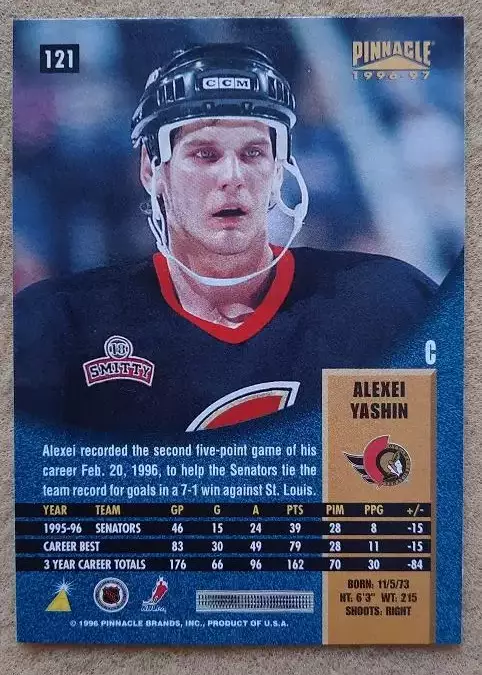 121
PINNACLE
1996-97
CCM
18
SMITTY
C
ALEXEI
YASHIN
Alexei recorded the second five-point game of his
career Feb. 20, 1996, to help the Senators tie the
team record for goals in a 7-1 win against St. Louis.
YEAR TEAM GP G A PTS PIM PPG +/-
1995-96 SENATORS 46 15 24 39 28 8 -15
CAREER BEST 83 30 49 79 28 11 -15
3 YEAR CAREER TOTALS 176 66 96 162 70 30 -84
BORN: 11/5/73
HT: 6'3" WT: 215
SHOOTS: RIGHT
NHL
NHLPA
© 1996 PINNACLE BRANDS, INC., PRODUCT OF U.S.A.